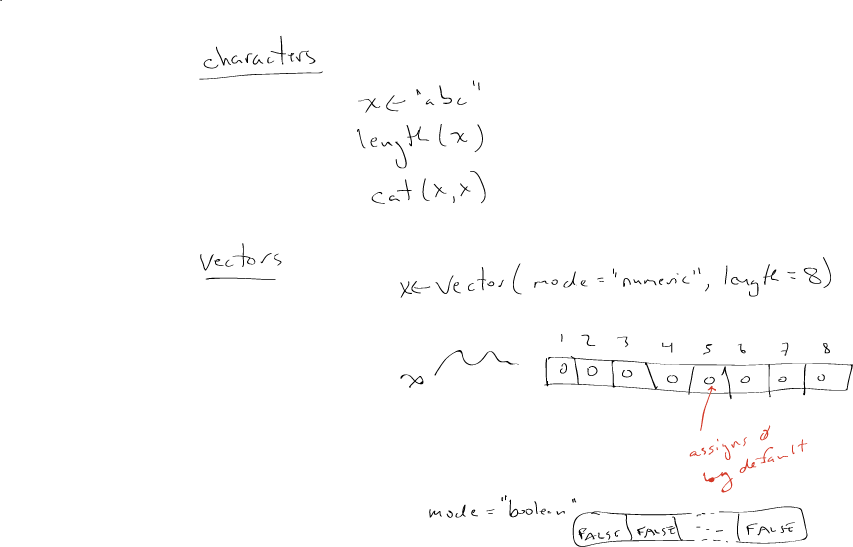 characters
x ← "abc"
length(x)
cat(x,x)
vectors
x ← vector(mode="numeric", length=8)
1 2 3 4 5 6 7 8
x 0 0 0 0 0 0 0 0
assigns 0
by default
mode="boolean" FALSE FALSE --- FALSE